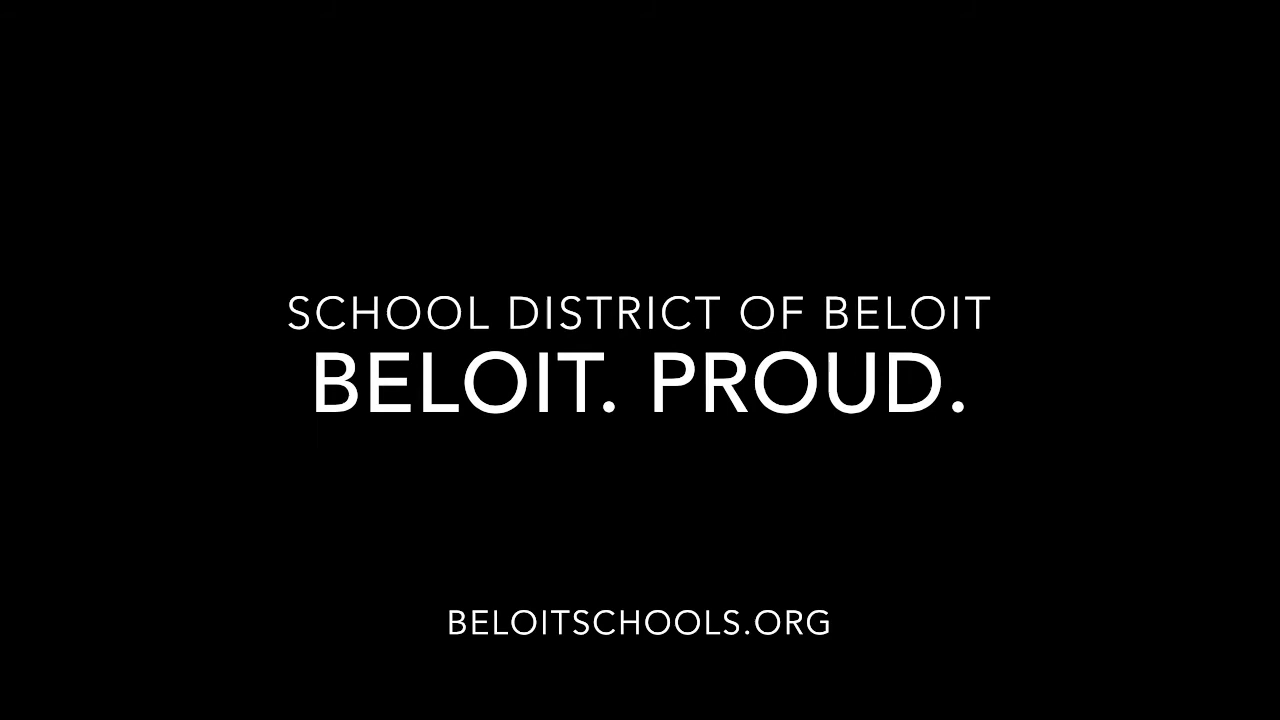 SCHOOL DISTRICT OF BELOIT
BELOIT. PROUD.
BELOITSCHOOLS.ORG